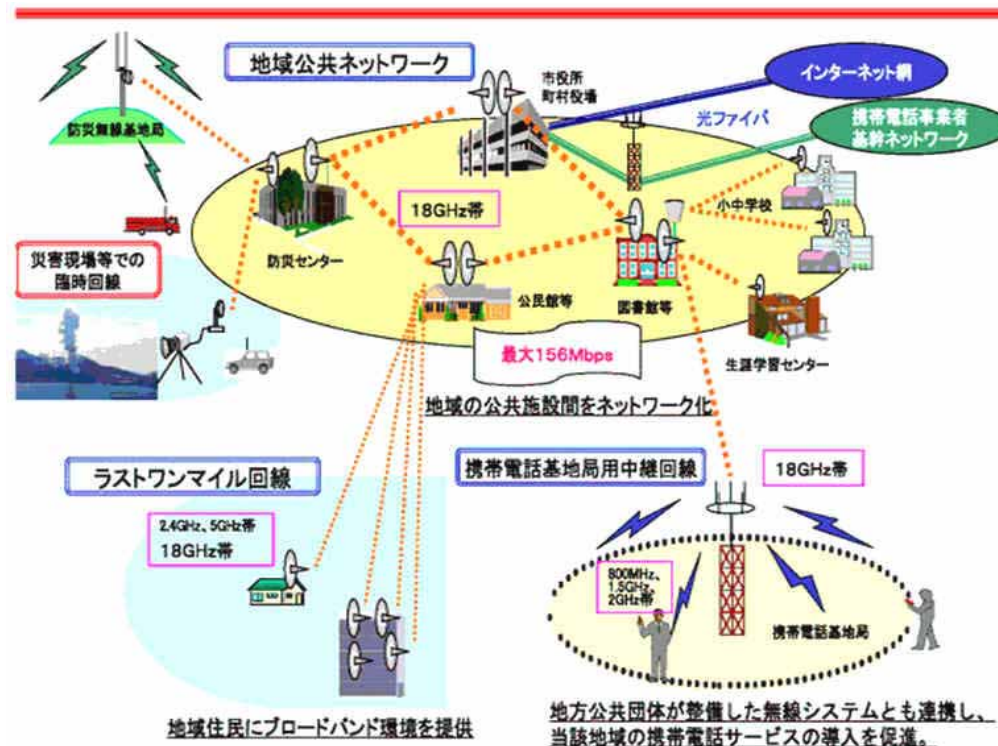 地域公共ネットワーク
市役所
町村役場
インターネット網
光ファイバ
携帯電話事業者
基幹ネットワーク
防災無線基地局
18GHz帯
小中学校
防災センター
災害現場等での
臨時回線
公民館等
図書館等
最大156Mbps
生涯学習センター
地域の公共施設間をネットワーク化
ラストワンマイル回線
携帯電話基地局用中継回線
18GHz帯
2.4GHz、5GHz帯
18GHz帯
800MHz、
1.5GHz、
2GHz帯
携帯電話基地局
地域住民にブロードバンド環境を提供
地方公共団体が整備した無線システムとも連携し、
当該地域の携帯電話サービスの導入を促進。